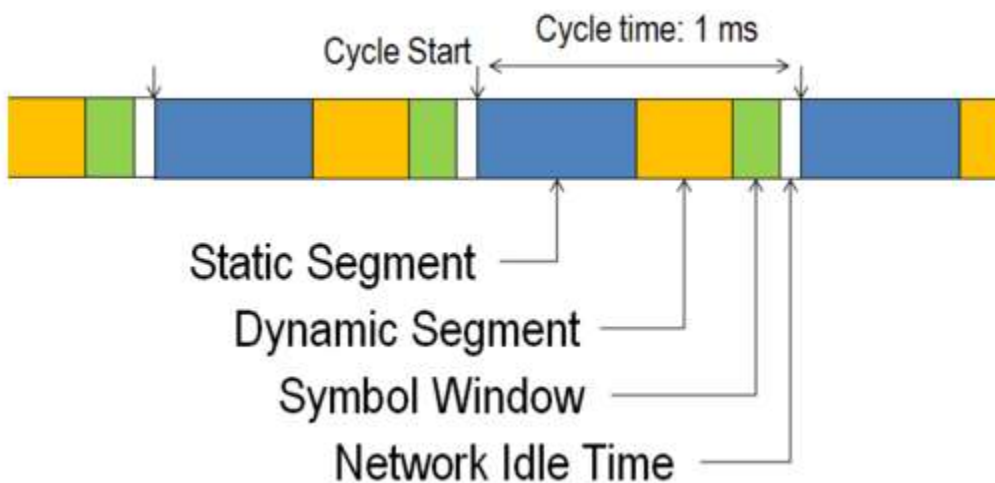 Cycle Start
Cycle time: 1 ms
Static Segment
Dynamic Segment
Symbol Window
Network Idle Time